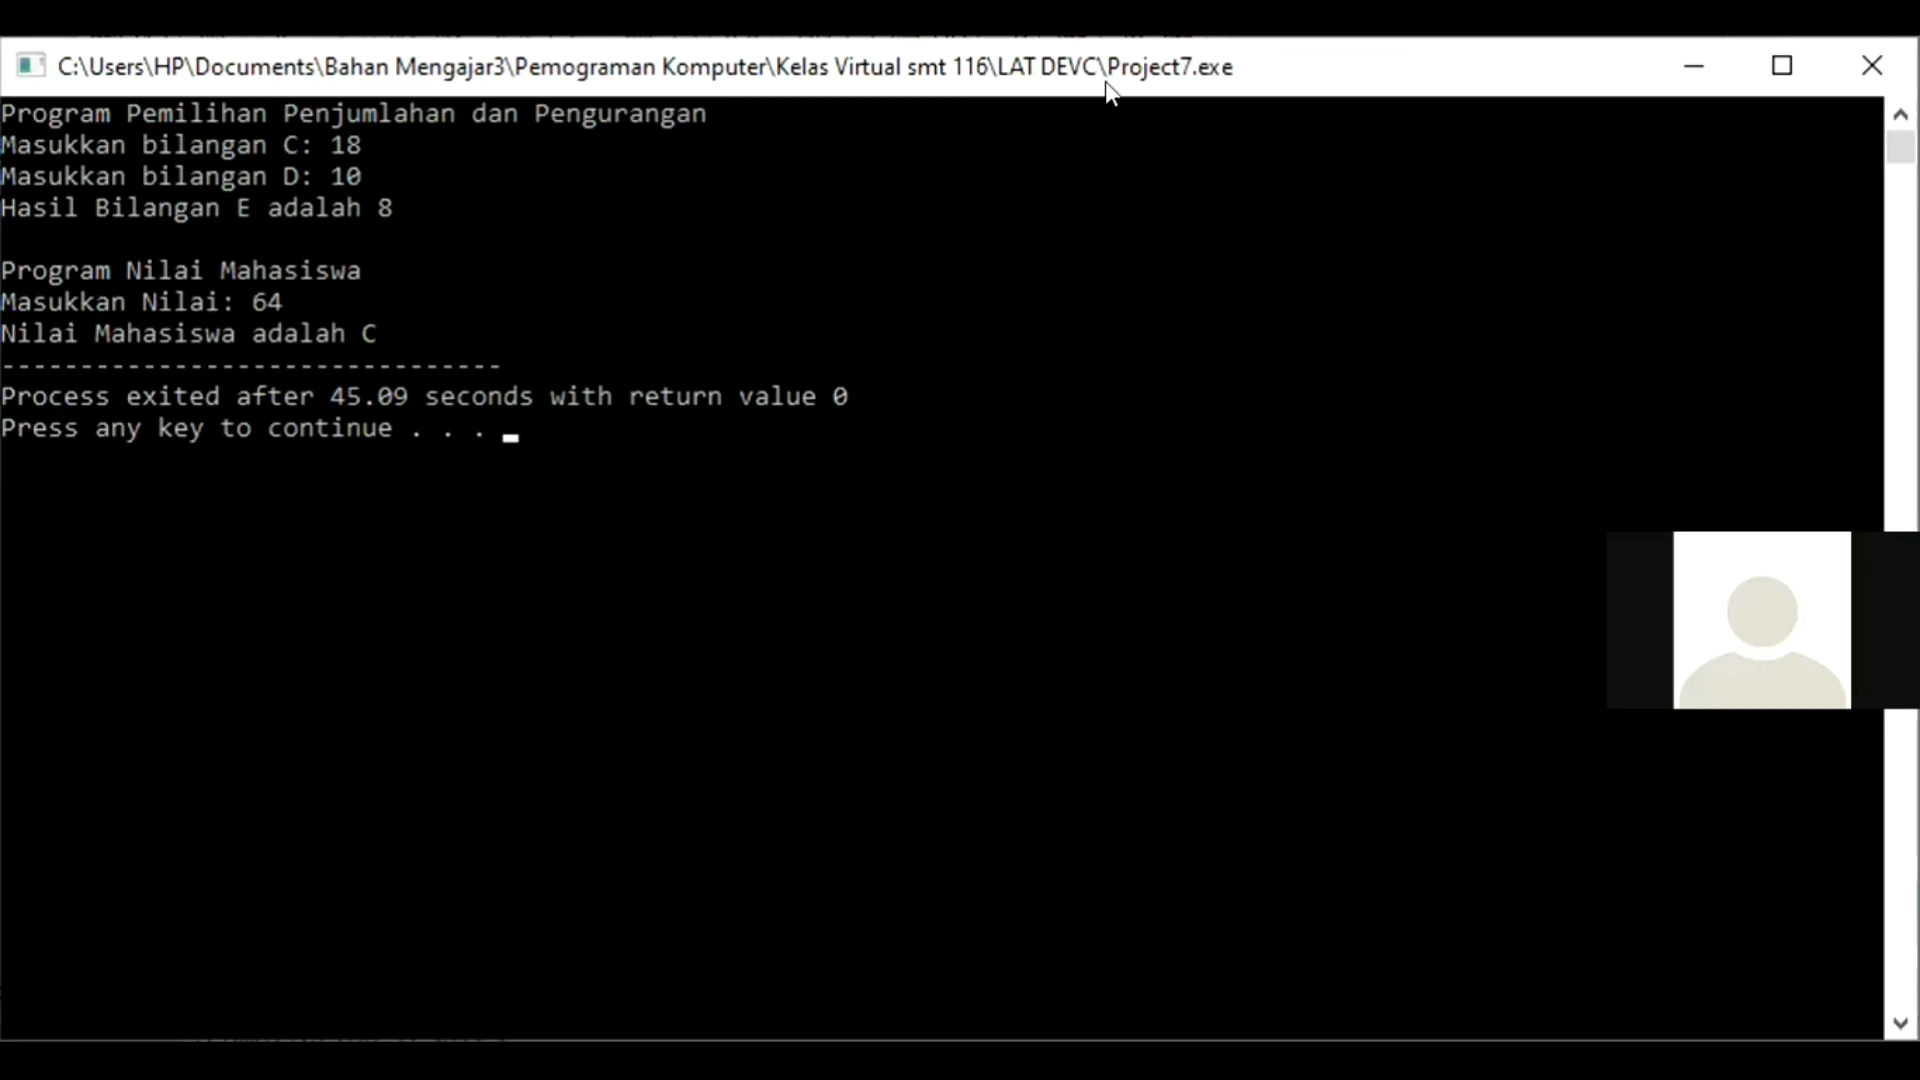 C:\Users\HP\Documents\Bahan Mengajar3\Pemograman Komputer\Kelas Virtual smt 116\LAT DEVC\Project7.exe
Program Pemilihan Penjumlahan dan Pengurangan
Masukkan bilangan C: 18
Masukkan bilangan D: 10
Hasil Bilangan E adalah 8
Program Nilai Mahasiswa
Masukkan Nilai: 64
Nilai Mahasiswa adalah C
--------------------------------
Process exited after 45.09 seconds with return value 0
Press any key to continue . . .